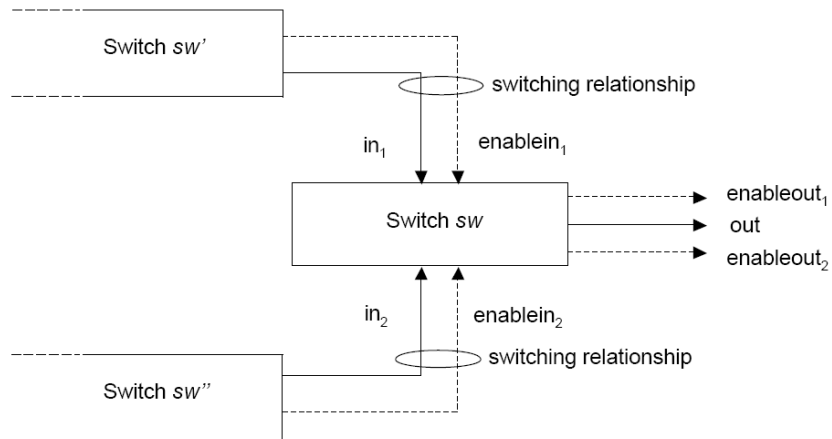 Switch sw'
switching relationship
in₁
enablein₁
enableout₁
Switch sw
out
enableout₂
in₂
enablein₂
switching relationship
Switch sw"